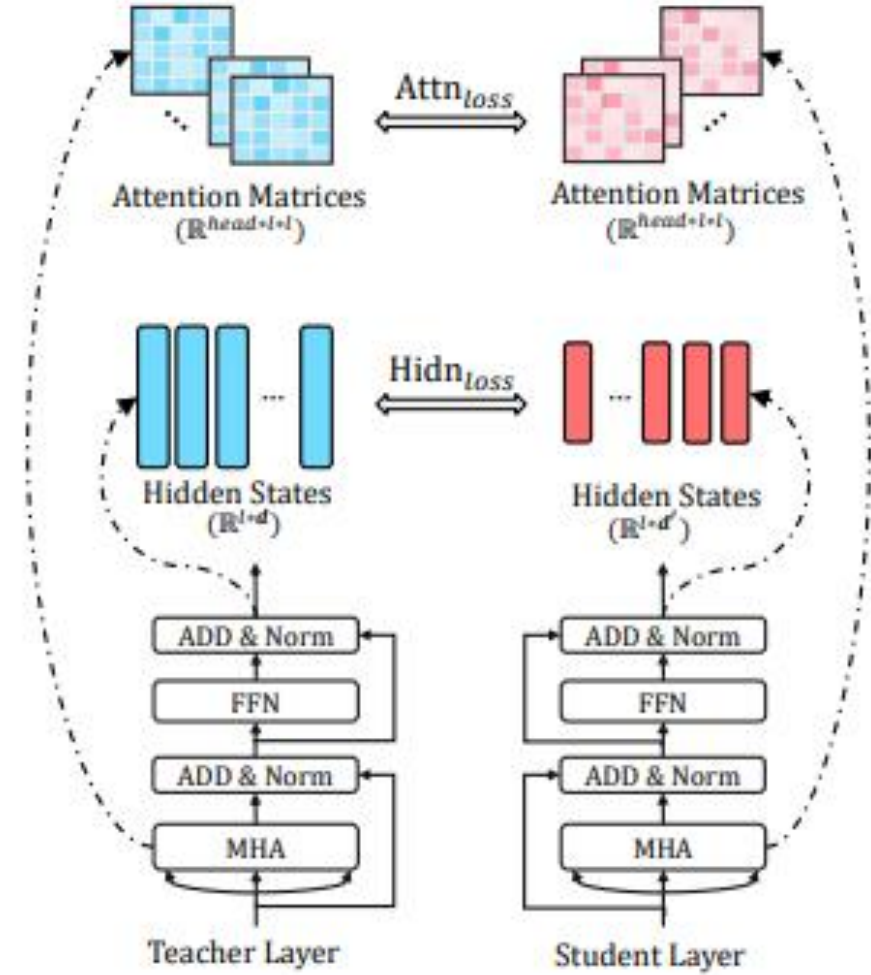 Attn_loss
Attention Matrices
(ℝ^{head*l*l})
Attention Matrices
(ℝ^{head*l*l})
Hidn_loss
...
...
Hidden States
(ℝ^{l*d})
Hidden States
(ℝ^{l*d'})
ADD & Norm
FFN
ADD & Norm
MHA
Teacher Layer
ADD & Norm
FFN
ADD & Norm
MHA
Student Layer